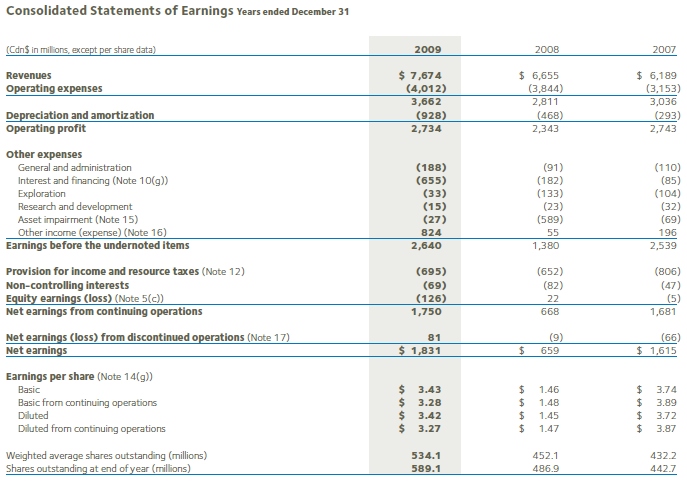 Consolidated Statements of Earnings Years ended December 31
(Cdn$ in millions, except per share data) 2009 2008 2007
Revenues $ 7,674 $ 6,655 $ 6,189
Operating expenses (4,012) (3,844) (3,153)
3,662 2,811 3,036
Depreciation and amortization (928) (468) (293)
Operating profit 2,734 2,343 2,743
Other expenses
General and administration (188) (91) (110)
Interest and financing (Note 10(g)) (655) (182) (85)
Exploration (33) (133) (104)
Research and development (15) (23) (32)
Asset impairment (Note 15) (27) (589) (69)
Other income (expense) (Note 16) 824 55 196
Earnings before the undernoted items 2,640 1,380 2,539
Provision for income and resource taxes (Note 12) (695) (652) (806)
Non-controlling interests (69) (82) (47)
Equity earnings (loss) (Note 5(c)) (126) 22 (5)
Net earnings from continuing operations 1,750 668 1,681
Net earnings (loss) from discontinued operations (Note 17) 81 (9) (66)
Net earnings $ 1,831 $ 659 $ 1,615
Earnings per share (Note 14(g))
Basic $ 3.43 $ 1.46 $ 3.74
Basic from continuing operations $ 3.28 $ 1.48 $ 3.89
Diluted $ 3.42 $ 1.45 $ 3.72
Diluted from continuing operations $ 3.27 $ 1.47 $ 3.87
Weighted average shares outstanding (millions) 534.1 452.1 432.2
Shares outstanding at end of year (millions) 589.1 486.9 442.7